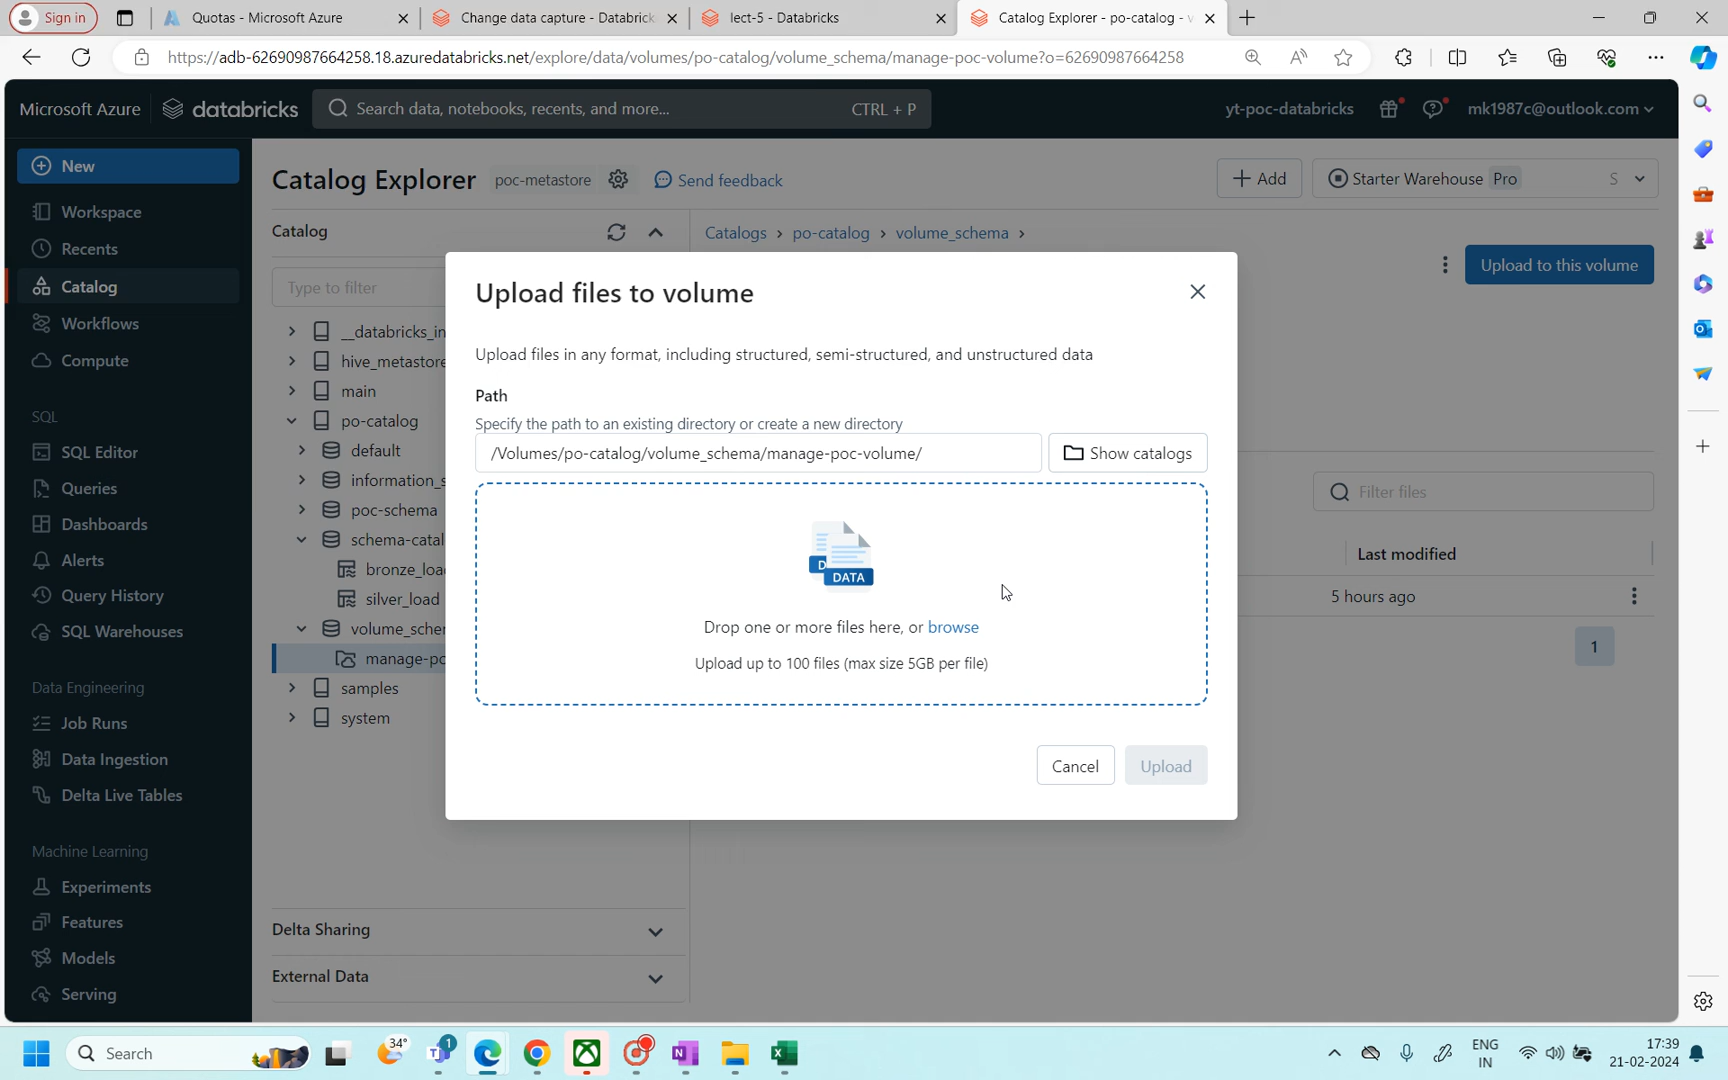 Sign in
Quotas - Microsoft Azure
Change data capture - Databrick
lect-5 - Databricks
Catalog Explorer - po-catalog - v
https://adb-62690987664258.18.azuredatabricks.net/explore/data/volumes/po-catalog/volume_schema/manage-poc-volume?o=62690987664258
Microsoft Azure
databricks
Search data, notebooks, recents, and more...
CTRL + P
yt-poc-databricks
mk1987c@outlook.com
New
Workspace
Recents
Catalog
Workflows
Compute
SQL
SQL Editor
Queries
Dashboards
Alerts
Query History
SQL Warehouses
Data Engineering
Job Runs
Data Ingestion
Delta Live Tables
Machine Learning
Experiments
Features
Models
Serving
Catalog Explorer
poc-metastore
Send feedback
Add
Starter Warehouse Pro
S
Catalog
Type to filter
__databricks_in
hive_metastore
main
po-catalog
default
information_s
poc-schema
schema-catal
bronze_loa
silver_load
volume_scher
manage-pc
samples
system
Delta Sharing
External Data
Catalogs > po-catalog > volume_schema >
Upload to this volume
Filter files
Last modified
5 hours ago
1
Upload files to volume
Upload files in any format, including structured, semi-structured, and unstructured data
Path
Specify the path to an existing directory or create a new directory
/Volumes/po-catalog/volume_schema/manage-poc-volume/
Show catalogs
DATA
Drop one or more files here, or browse
Upload up to 100 files (max size 5GB per file)
Cancel
Upload
Search
34°
1
ENG
IN
17:39
21-02-2024